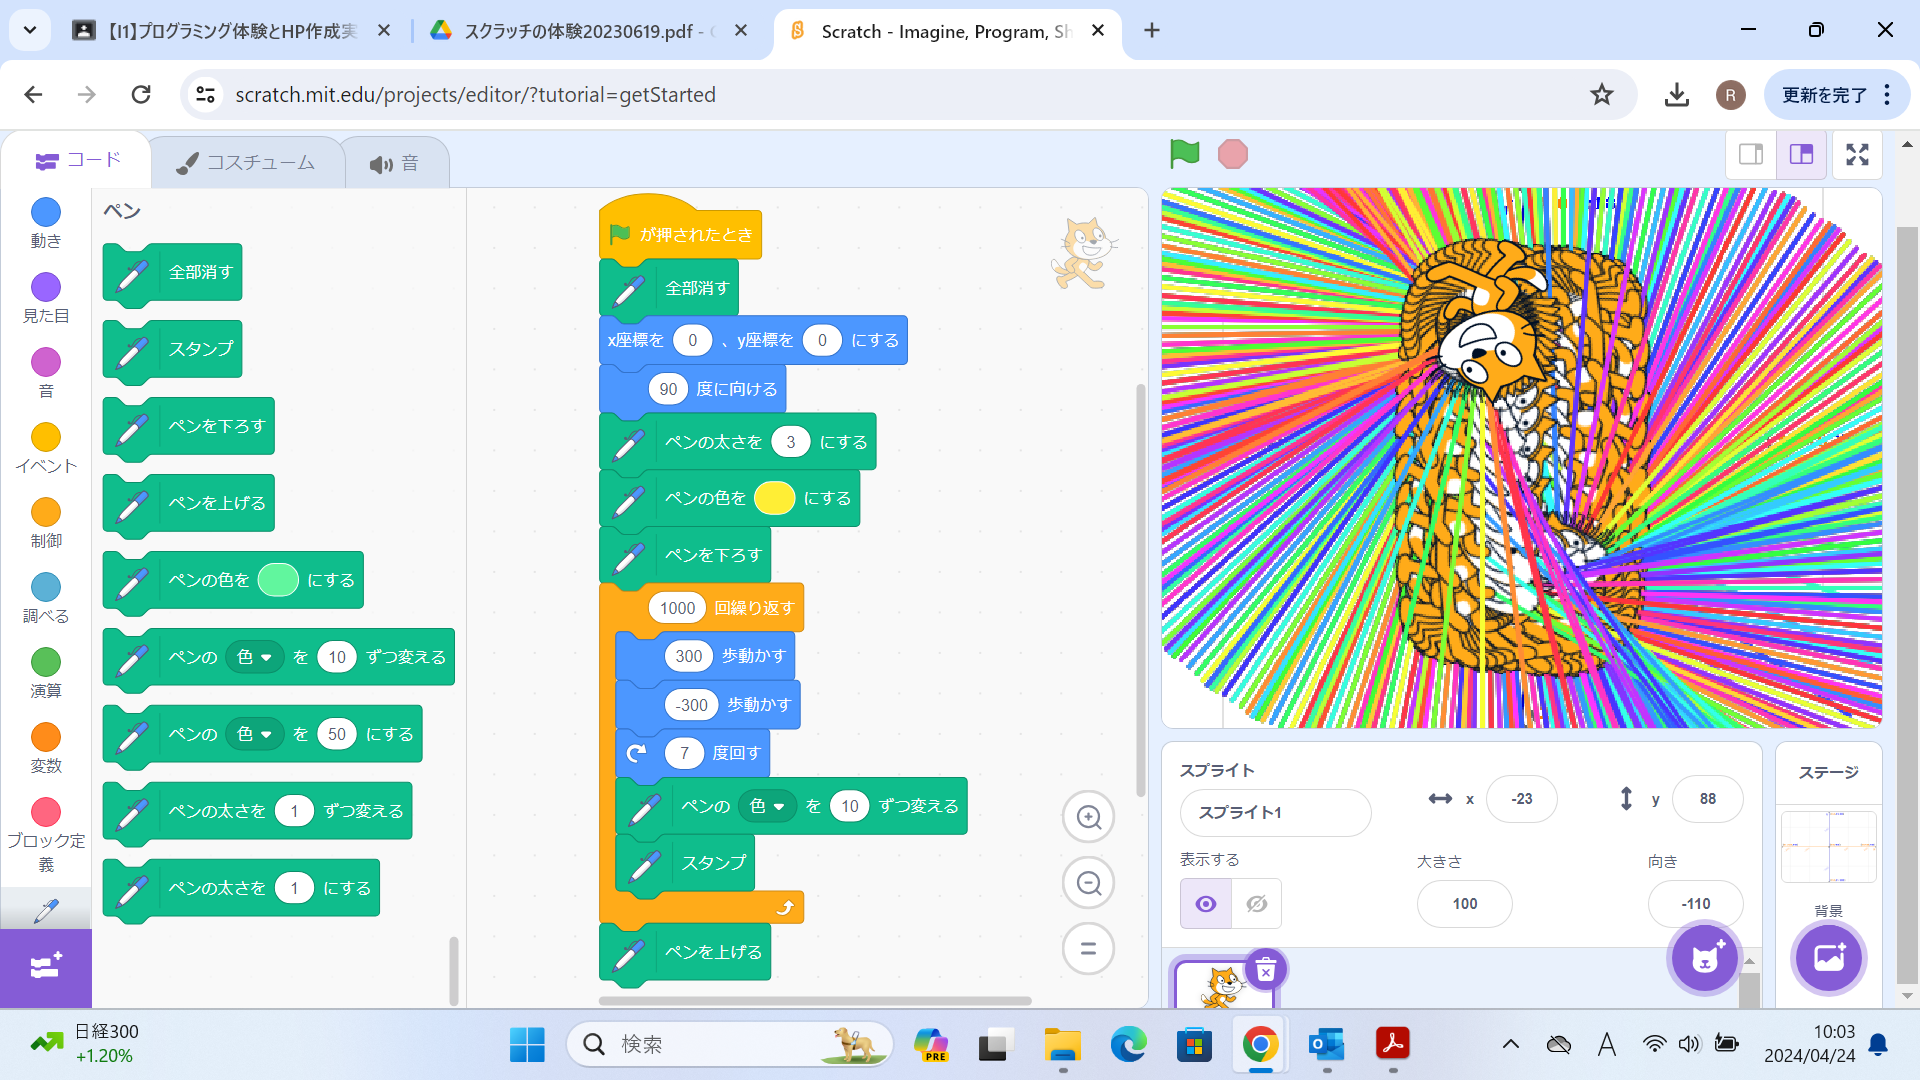 【I1】プログラミング体験とHP作成実
スクラッチの体験20230619.pdf -
Scratch - Imagine, Program, Sh
scratch.mit.edu/projects/editor/?tutorial=getStarted
R
更新を完了
コード
コスチューム
音
動き
見た目
音
イベント
制御
調べる
演算
変数
ブロック定義
ペン
全部消す
スタンプ
ペンを下ろす
ペンを上げる
ペンの色を にする
ペンの 色 を 10 ずつ変える
ペンの 色 を 50 にする
ペンの太さを 1 ずつ変える
ペンの太さを 1 にする
が押されたとき
全部消す
x座標を 0 、y座標を 0 にする
90 度に向ける
ペンの太さを 3 にする
ペンの色を にする
ペンを下ろす
1000 回繰り返す
300 歩動かす
-300 歩動かす
7 度回す
ペンの 色 を 10 ずつ変える
スタンプ
ペンを上げる
スプライト
スプライト1
x -23
y 88
表示する
大きさ
100
向き
-110
ステージ
背景
日経300
+1.20%
検索
PRE
A
10:03
2024/04/24